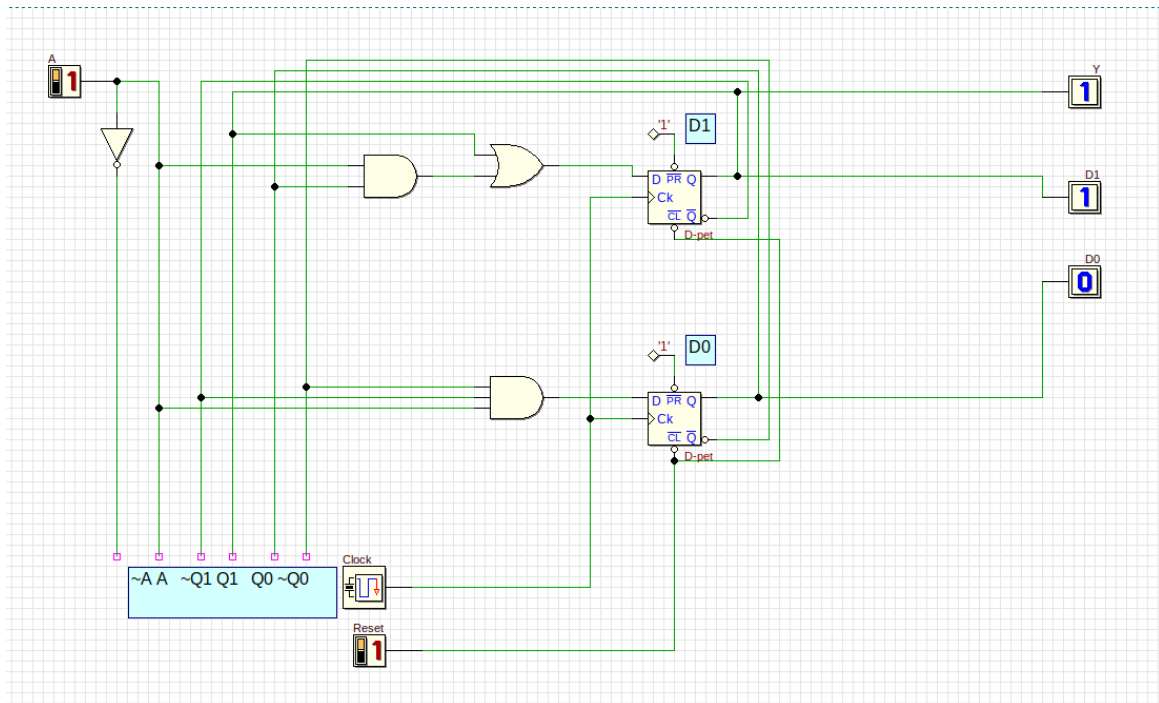 A
1
Y
1
'1'
D1
D PR Q
Ck
CL Q
D-pet
D1
1
D0
0
'1'
D0
D PR Q
Ck
CL Q
D-pet
~A A ~Q1 Q1 Q0 ~Q0
Clock
Reset
1